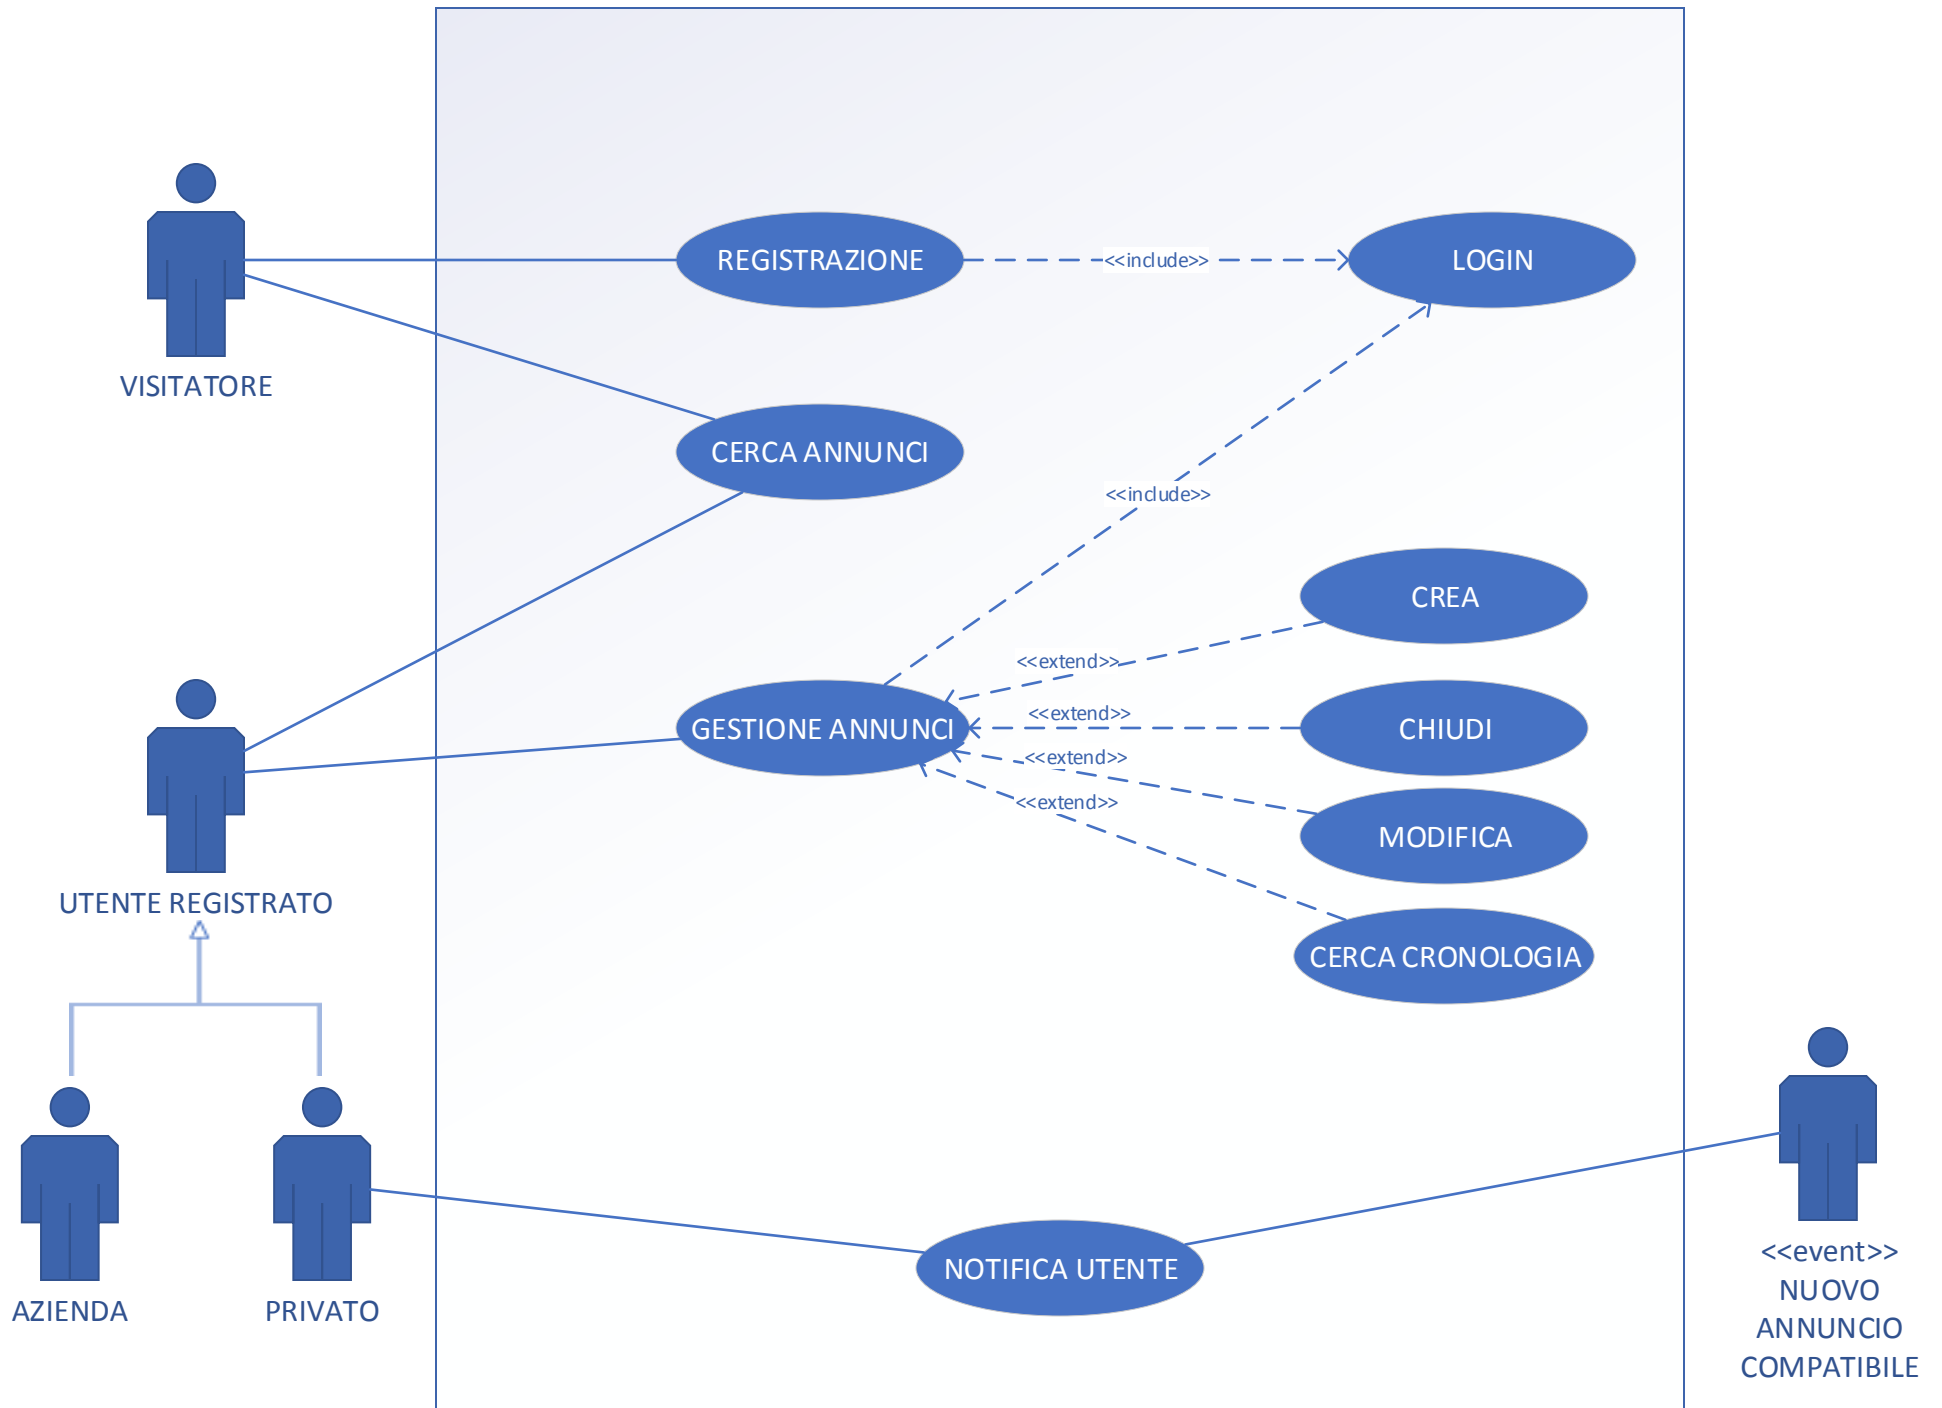 REGISTRAZIONE
<<include>>
LOGIN
VISITATORE
CERCA ANNUNCI
<<include>>
CREA
<<extend>>
GESTIONE ANNUNCI
<<extend>>
CHIUDI
<<extend>>
<<extend>>
MODIFICA
UTENTE REGISTRATO
CERCA CRONOLOGIA
NOTIFICA UTENTE
AZIENDA
PRIVATO
<<event>>
NUOVO
ANNUNCIO
COMPATIBILE